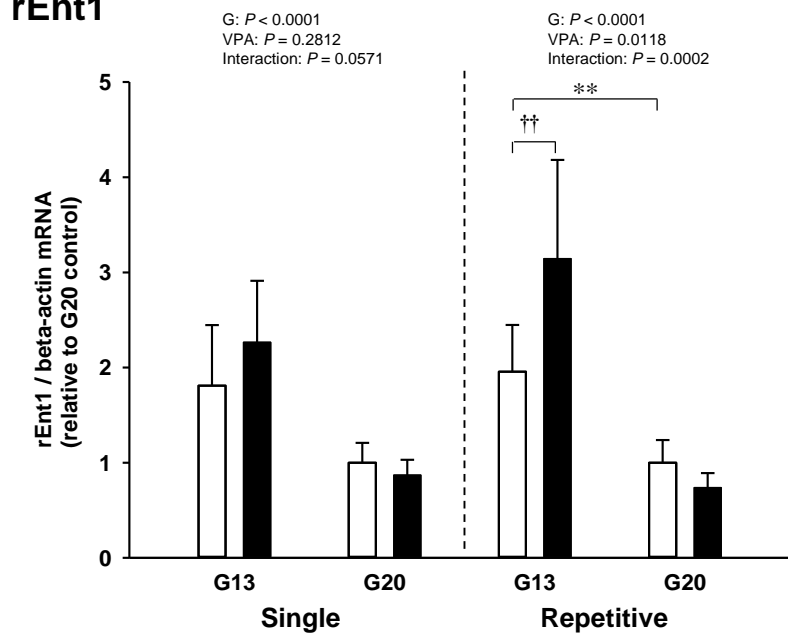 rEnt1
G: P < 0.0001
VPA: P = 0.2812
Interaction: P = 0.0571
G: P < 0.0001
VPA: P = 0.0118
Interaction: P = 0.0002
**
††
rEnt1 / beta-actin mRNA
(relative to G20 control)
5
4
3
2
1
0
G13 G20 G13 G20
Single Repetitive